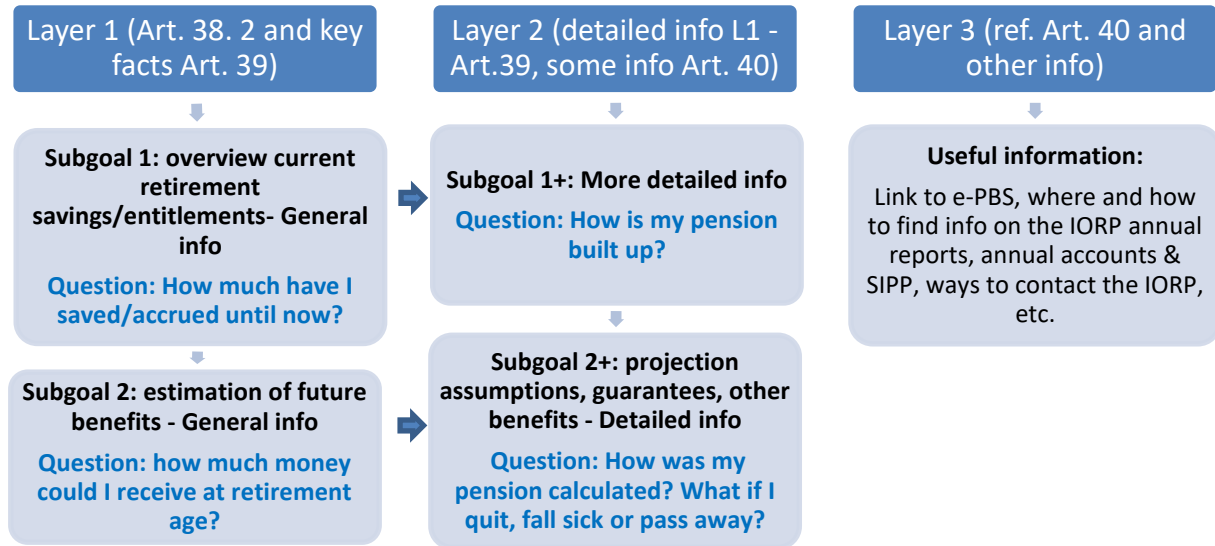 Layer 1 (Art. 38. 2 and key
facts Art. 39)
Subgoal 1: overview current
retirement
savings/entitlements- General
info
Question: How much have I
saved/accrued until now?
Subgoal 2: estimation of future
benefits - General info
Question: how much money
could I receive at retirement
age?
Layer 2 (detailed info L1 -
Art.39, some info Art. 40)
Subgoal 1+: More detailed info
Question: How is my pension
built up?
Subgoal 2+: projection
assumptions, guarantees, other
benefits - Detailed info
Question: How was my
pension calculated? What if I
quit, fall sick or pass away?
Layer 3 (ref. Art. 40 and
other info)
Useful information:
Link to e-PBS, where and how
to find info on the IORP annual
reports, annual accounts &
SIPP, ways to contact the IORP,
etc.